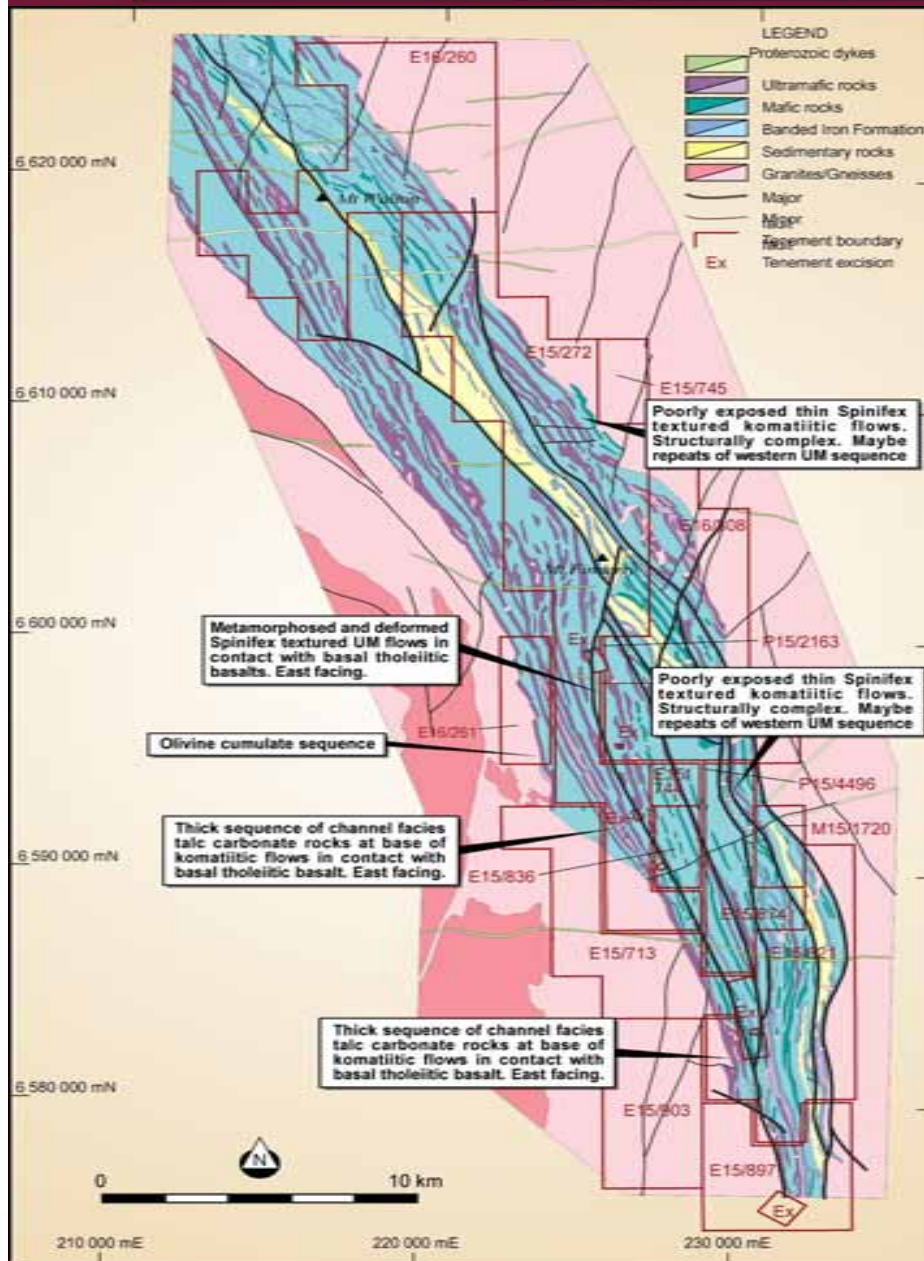 LEGEND
Proterozoic dykes
Ultramafic rocks
Mafic rocks
Banded Iron Formation
Sedimentary rocks
Granites/Gneisses
Major
Minor
fault
Tenement boundary
fault
Ex Tenement excision
E16/260
6 620 000 mN
E15/272
E15/745
6 610 000 mN
Poorly exposed thin Spinifex
textured komatiitic flows.
Structurally complex. Maybe
repeats of western UM sequence
6 600 000 mN
Metamorphosed and deformed
Spinifex textured UM flows in
contact with basal tholeiitic
basalts. East facing.
Ex
P15/2163
Poorly exposed thin Spinifex
textured komatiitic flows.
Structurally complex. Maybe
repeats of western UM sequence
Olivine cumulate sequence
E16/261
Ex
P15/4496
M15/1720
Thick sequence of channel facies
talc carbonate rocks at base of
komatiitic flows in contact with
basal tholeiitic basalt. East facing.
6 590 000 mN
E15/836
E15/874
E15/713
Ex
Thick sequence of channel facies
talc carbonate rocks at base of
komatiitic flows in contact with
basal tholeiitic basalt. East facing.
6 580 000 mN
E15/903
E15/897
N
0 10 km
Ex
210 000 mE 220 000 mE 230 000 mE